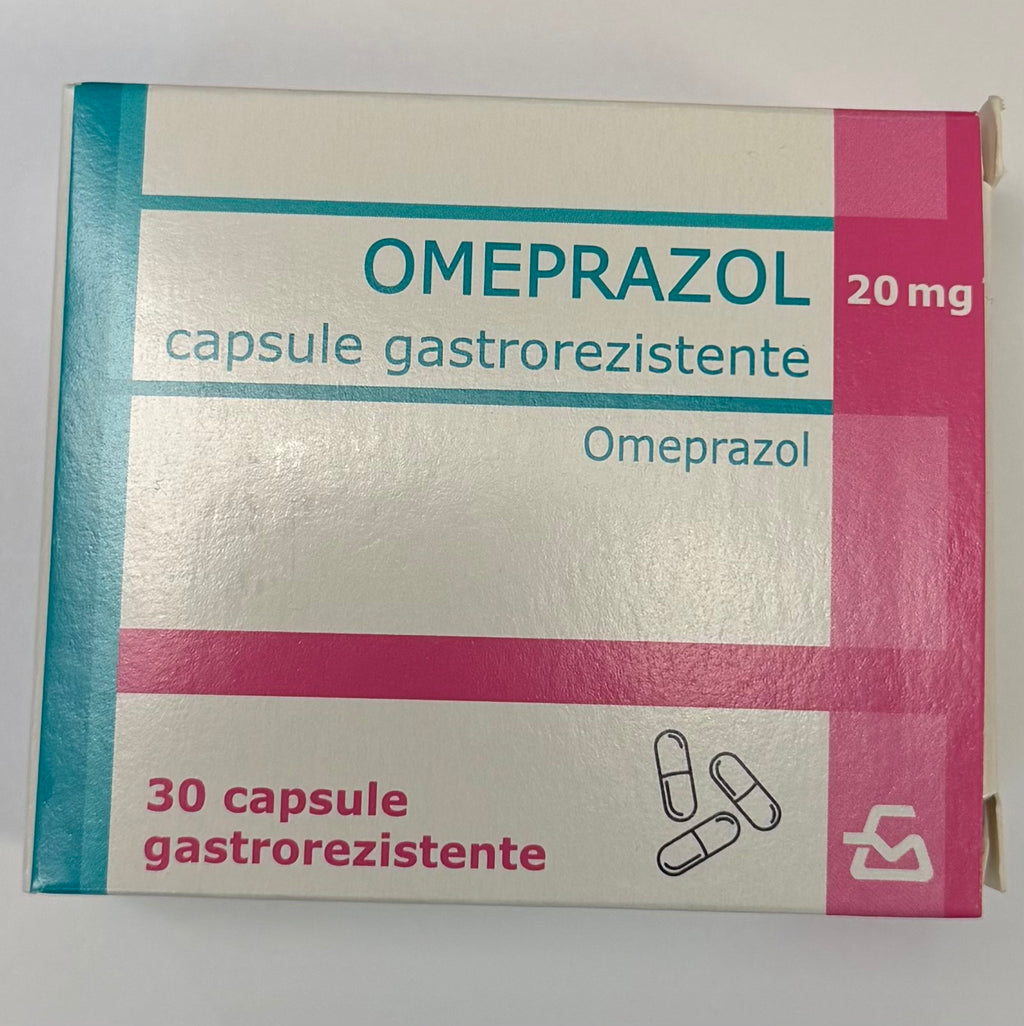 OMEPRAZOL 20 mg
capsule gastrorezistente
Omeprazol
30 capsule
gastrorezistente